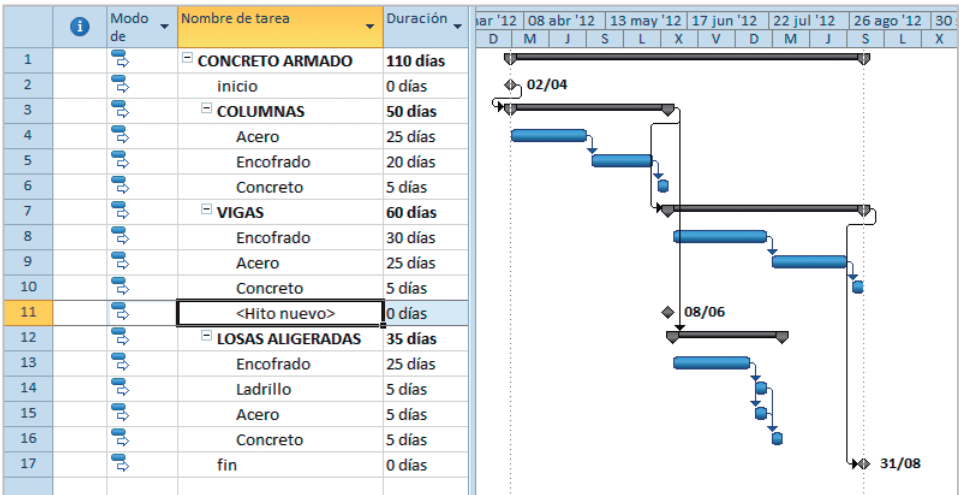 Modo de Nombre de tarea Duración
mar '12 08 abr '12 13 may '12 17 jun '12 22 jul '12 26 ago '12 30
D M J S L X V D M J S L X
1 CONCRETO ARMADO 110 días
2 inicio 0 días 02/04
3 COLUMNAS 50 días
4 Acero 25 días
5 Encofrado 20 días
6 Concreto 5 días
7 VIGAS 60 días
8 Encofrado 30 días
9 Acero 25 días
10 Concreto 5 días
11 <Hito nuevo> 0 días 08/06
12 LOSAS ALIGERADAS 35 días
13 Encofrado 25 días
14 Ladrillo 5 días
15 Acero 5 días
16 Concreto 5 días
17 fin 0 días 31/08